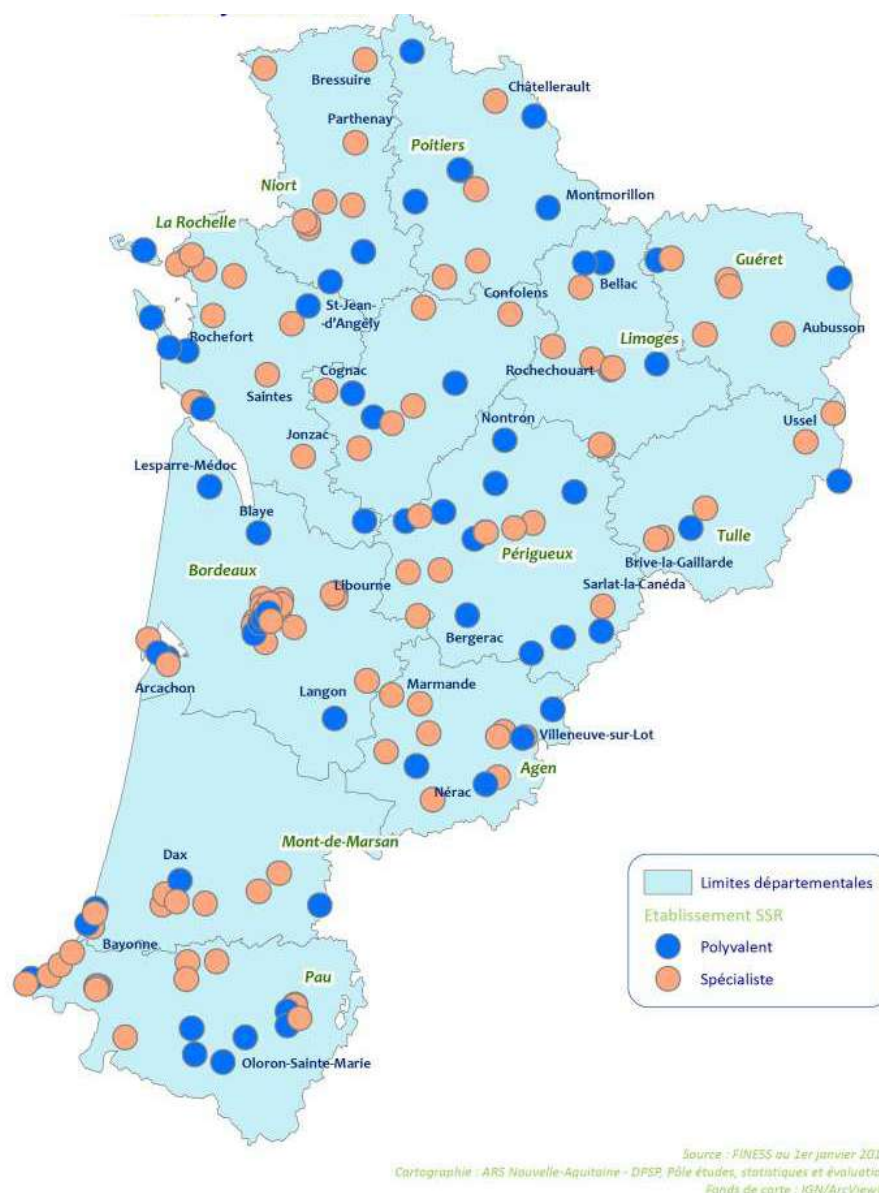 Bressuire
Châtellerault
Parthenay
Poitiers
Niort
Montmorillon
La Rochelle
Guéret
Bellac
St-Jean-
-d'Angély
Confolens
Aubusson
Rochefort
Limoges
Rochechouart
Cognac
Saintes
Nontron
Ussel
Jonzac
Lesparre-Médoc
Blaye
Tulle
Périgueux
Brive-la-Gaillarde
Bordeaux
Libourne
Sarlat-la-Canéda
Bergerac
Arcachon
Marmande
Langon
Villeneuve-sur-Lot
Agen
Nérac
Mont-de-Marsan
Dax
Limites départementales
Etablissement SSR
Polyvalent
Spécialiste
Bayonne
Pau
Oloron-Sainte-Marie
Source : FINESS au 1er janvier 201
Cartographie : ARS Nouvelle-Aquitaine - DPSP, Pôle études, statistiques et évaluatio
Fonds de carte : IGN/ArcView